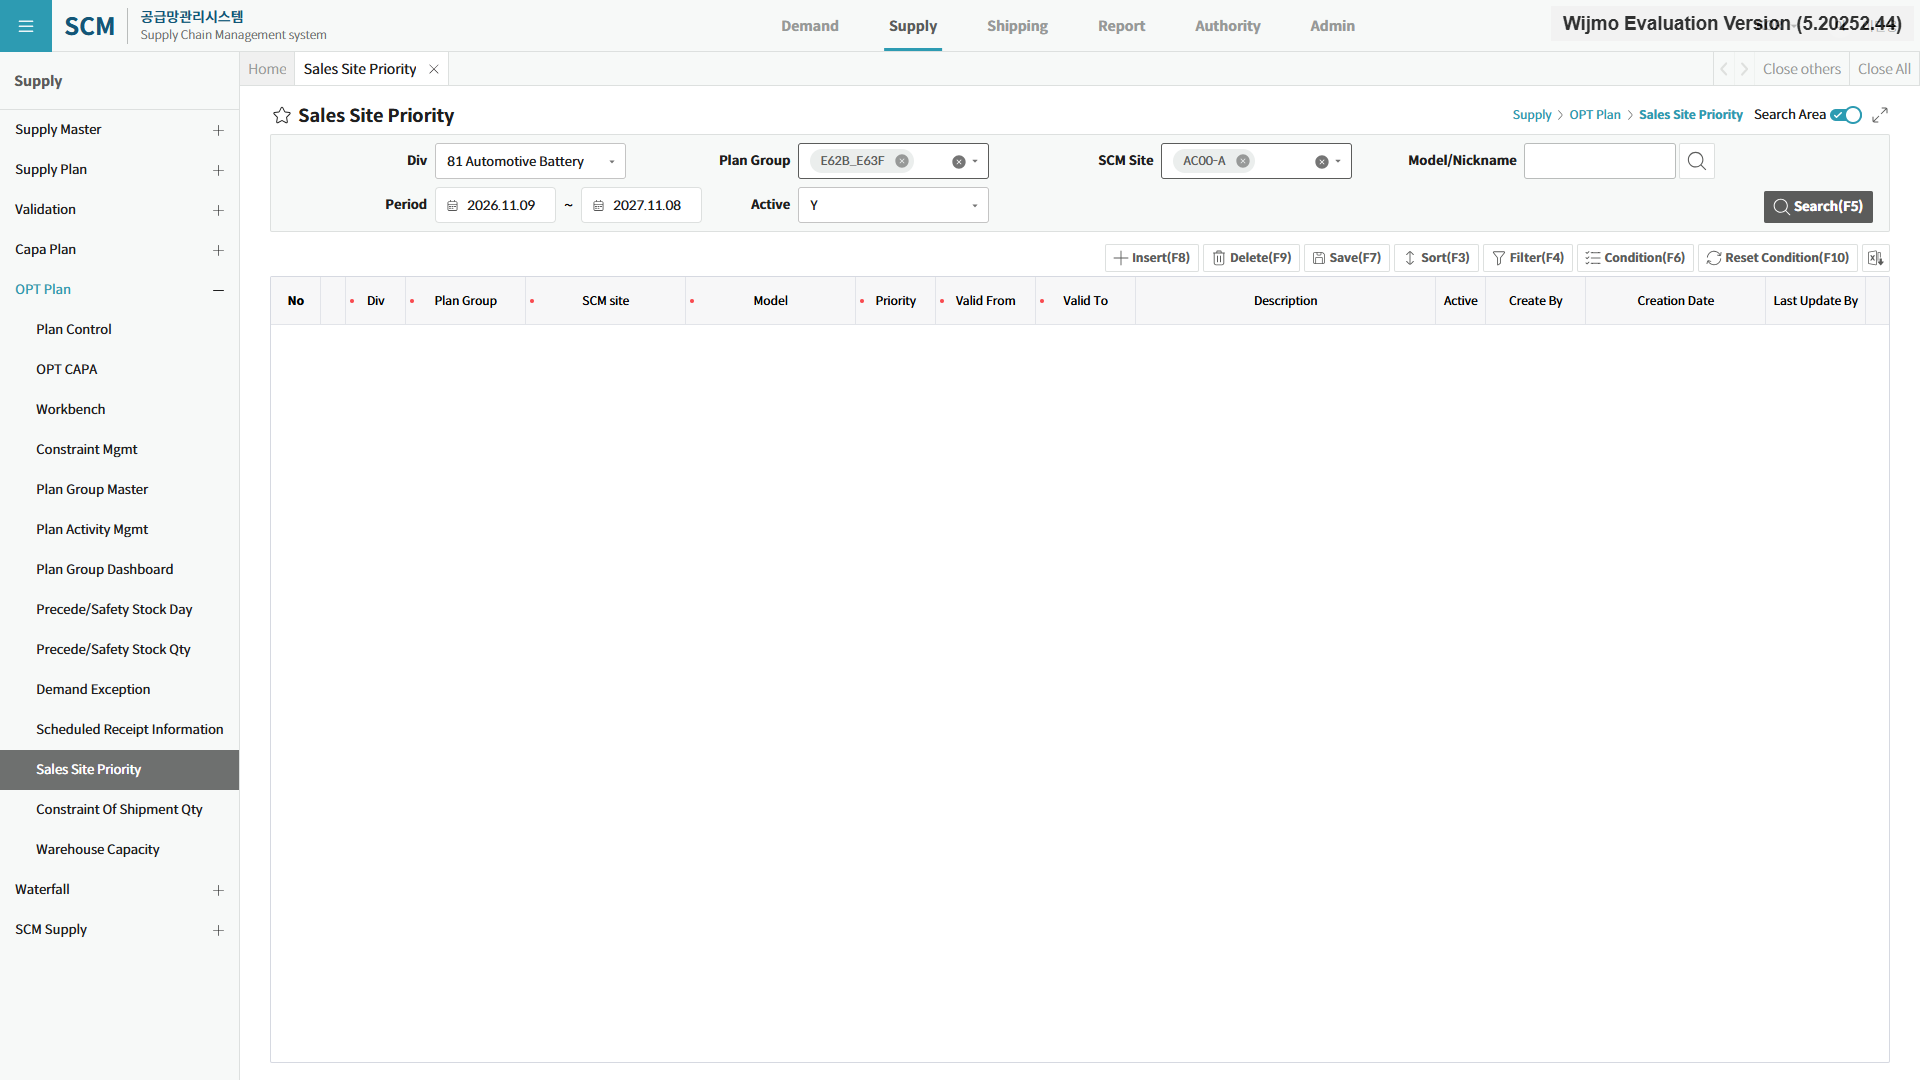 SCM
공급망관리시스템
Supply Chain Management system
Demand
Supply
Shipping
Report
Authority
Admin
Wijmo Evaluation Version (5.20252.44)
Supply
Home
Sales Site Priority
Close others
Close All
Supply Master
Supply Plan
Validation
Capa Plan
OPT Plan
Plan Control
OPT CAPA
Workbench
Constraint Mgmt
Plan Group Master
Plan Activity Mgmt
Plan Group Dashboard
Precede/Safety Stock Day
Precede/Safety Stock Qty
Demand Exception
Scheduled Receipt Information
Sales Site Priority
Constraint Of Shipment Qty
Warehouse Capacity
Waterfall
SCM Supply
Sales Site Priority
Supply > OPT Plan > Sales Site Priority
Search Area
Div 81 Automotive Battery
Plan Group E62B_E63F
SCM Site AC00-A
Model/Nickname
Period 2026.11.09 ~ 2027.11.08
Active Y
Search(F5)
Insert(F8)
Delete(F9)
Save(F7)
Sort(F3)
Filter(F4)
Condition(F6)
Reset Condition(F10)
No
Div
Plan Group
SCM site
Model
Priority
Valid From
Valid To
Description
Active
Create By
Creation Date
Last Update By